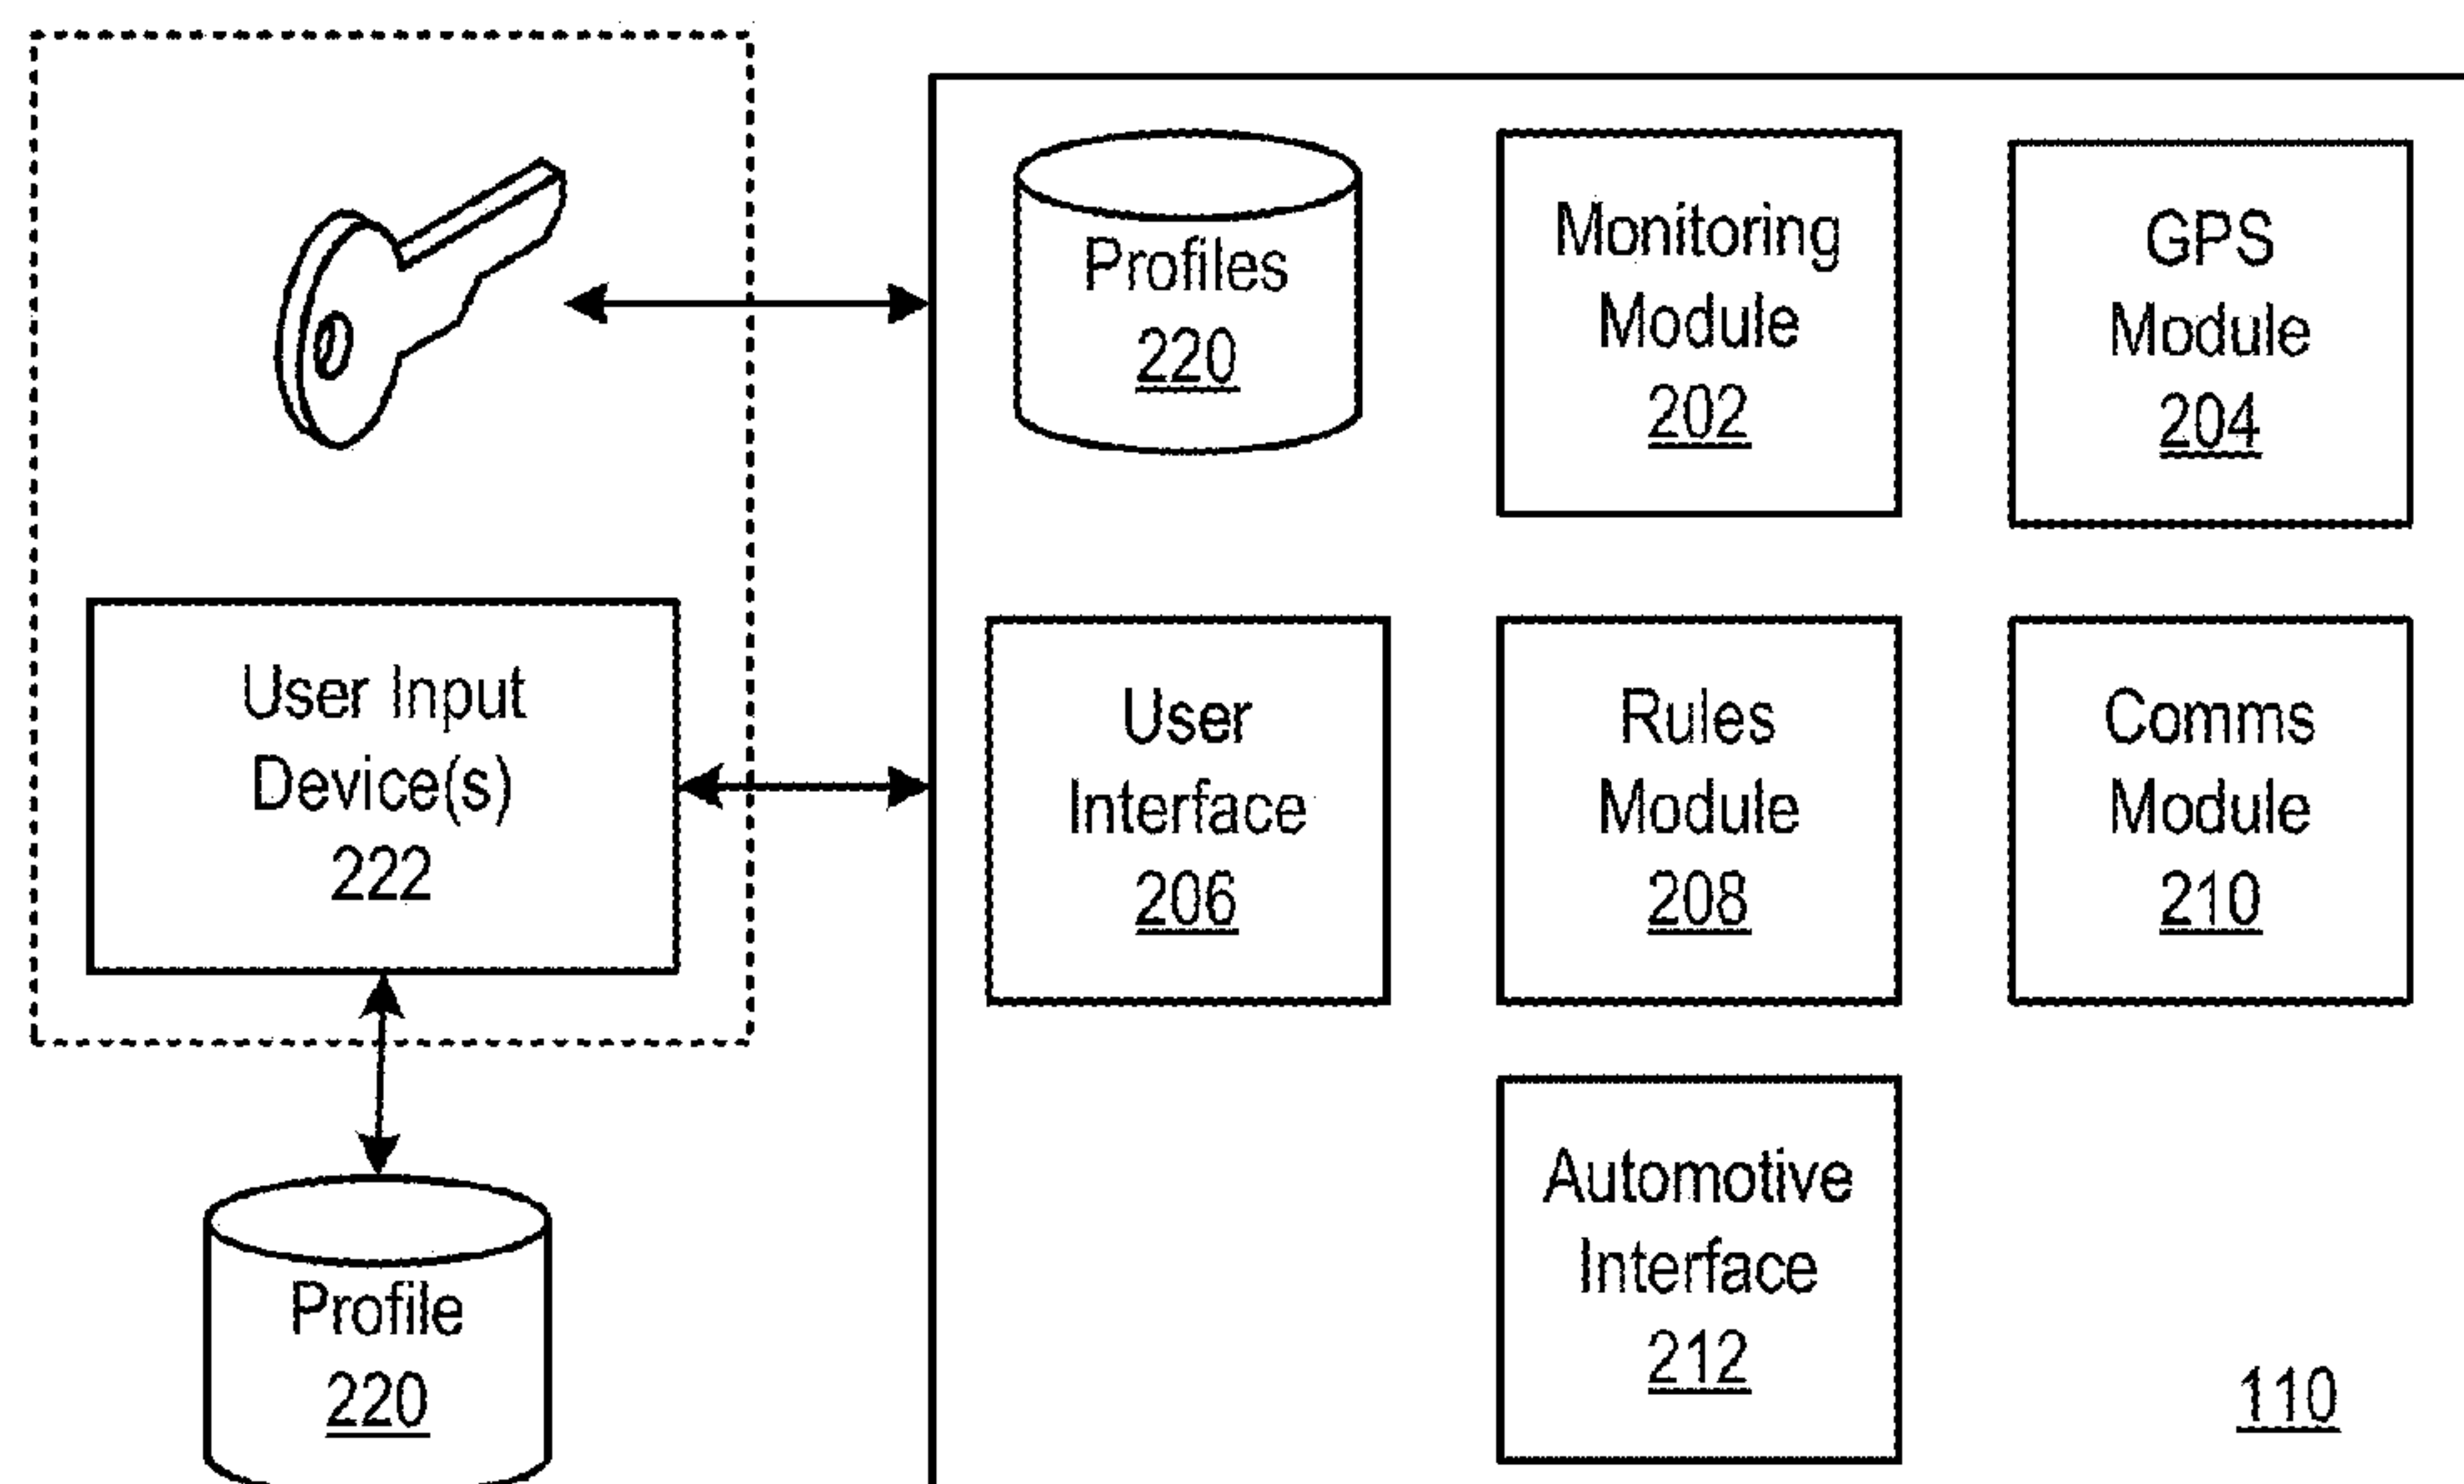 Profiles
220
Monitoring
Module
202
GPS
Module
204
User Input
Device(s)
222
User
Interface
206
Rules
Module
208
Comms
Module
210
Automotive
Interface
212
Profile
220
110